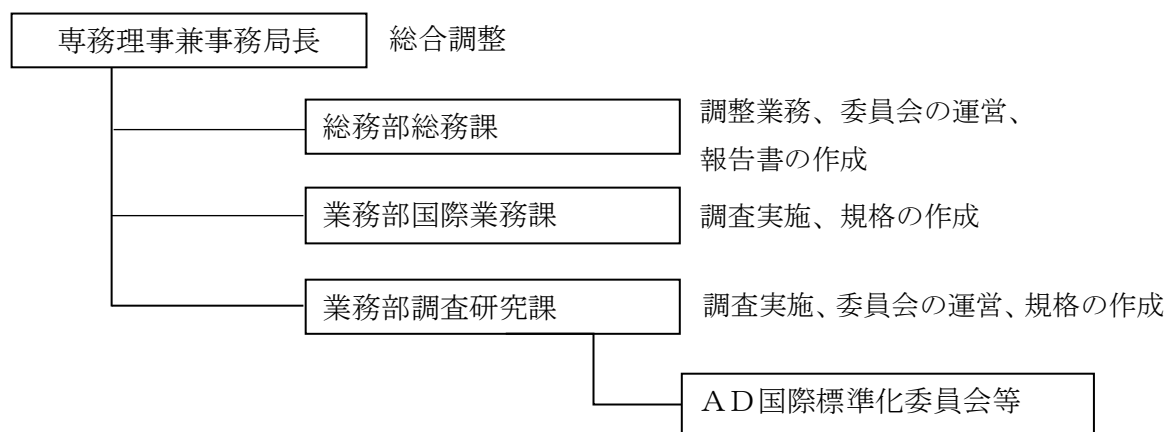 専務理事兼事務局長 総合調整
総務部総務課 調整業務、委員会の運営、
報告書の作成
業務部国際業務課 調査実施、規格の作成
業務部調査研究課 調査実施、委員会の運営、規格の作成
ＡＤ国際標準化委員会等